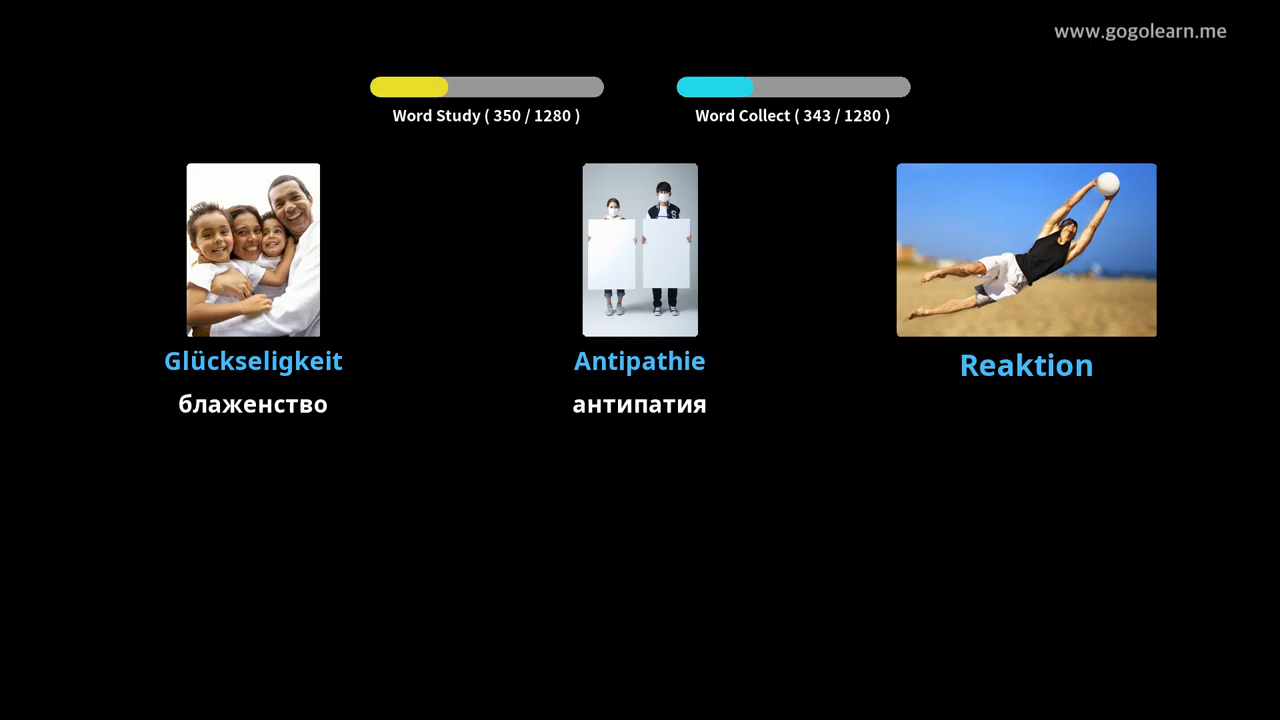 www.gogolearn.me
Word Study ( 350 / 1280 )
Word Collect ( 343 / 1280 )
Glückseligkeit
блаженство
Antipathie
антипатия
Reaktion